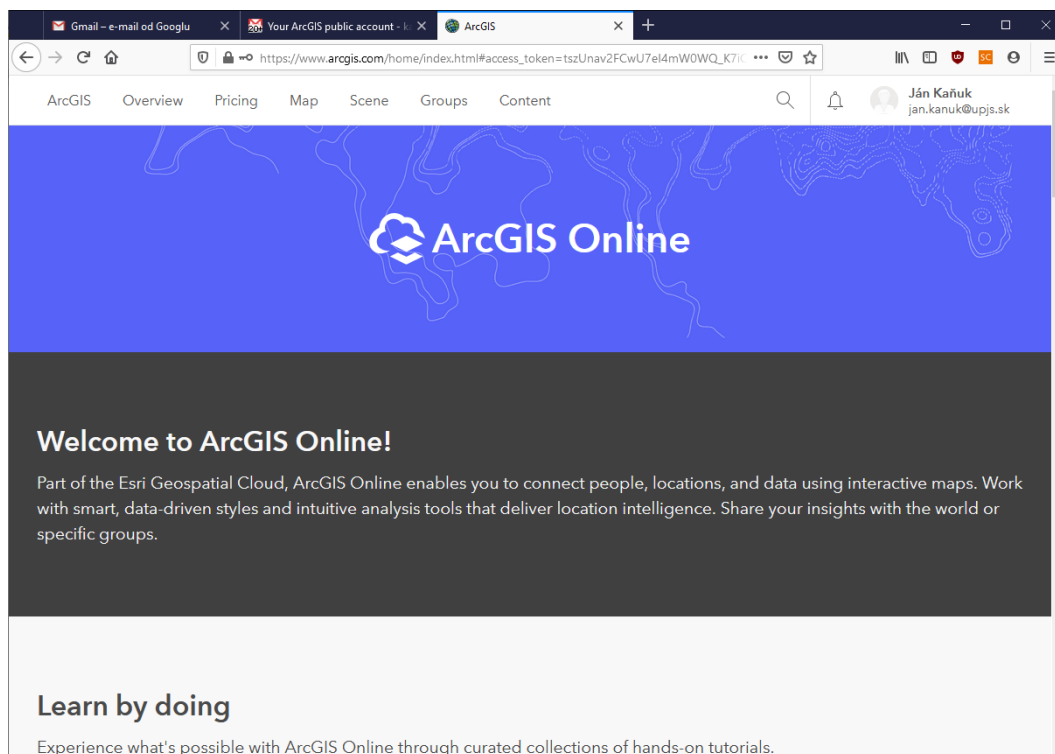 Gmail – e-mail od Googlu
Your ArcGIS public account - k
ArcGIS
https://www.arcgis.com/home/index.html#access_token=tszUnav2FCwU7eI4mW0WQ_K7i
ArcGIS Overview Pricing Map Scene Groups Content
Ján Kaňuk
jan.kanuk@upjs.sk
ArcGIS Online
Welcome to ArcGIS Online!
Part of the Esri Geospatial Cloud, ArcGIS Online enables you to connect people, locations, and data using interactive maps. Work
with smart, data-driven styles and intuitive analysis tools that deliver location intelligence. Share your insights with the world or
specific groups.
Learn by doing
Experience what's possible with ArcGIS Online through curated collections of hands-on tutorials.